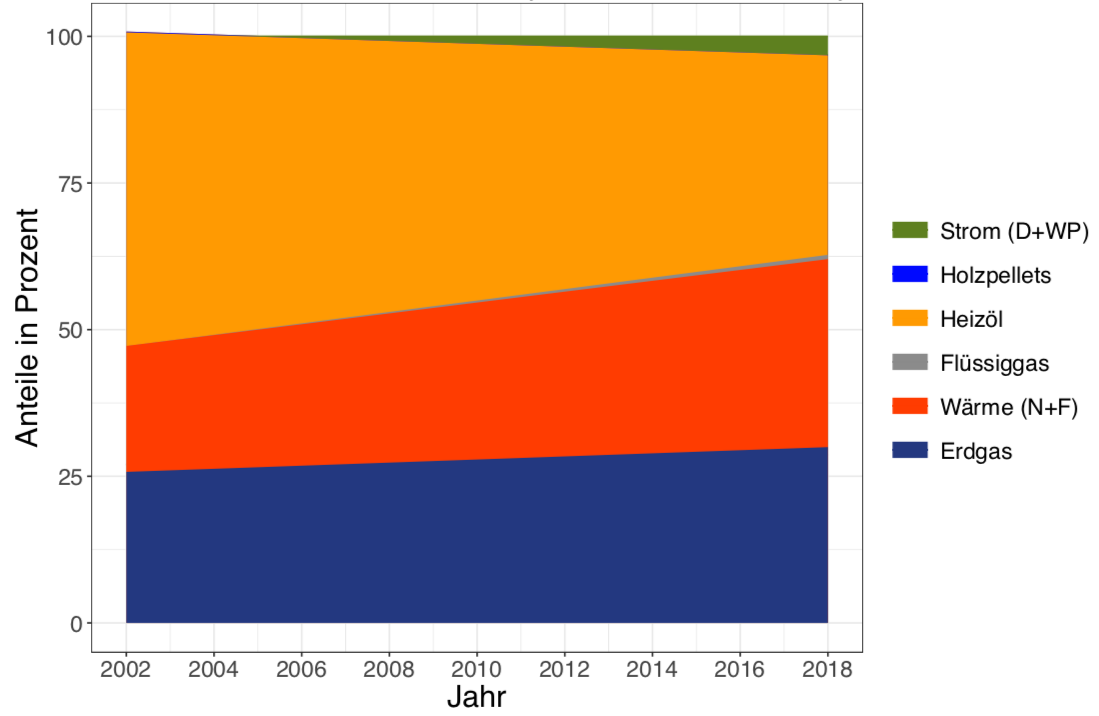 100
75
50
25
0
Anteile in Prozent
2002 2004 2006 2008 2010 2012 2014 2016 2018
Jahr
Strom (D+WP)
Holzpellets
Heizöl
Flüssiggas
Wärme (N+F)
Erdgas